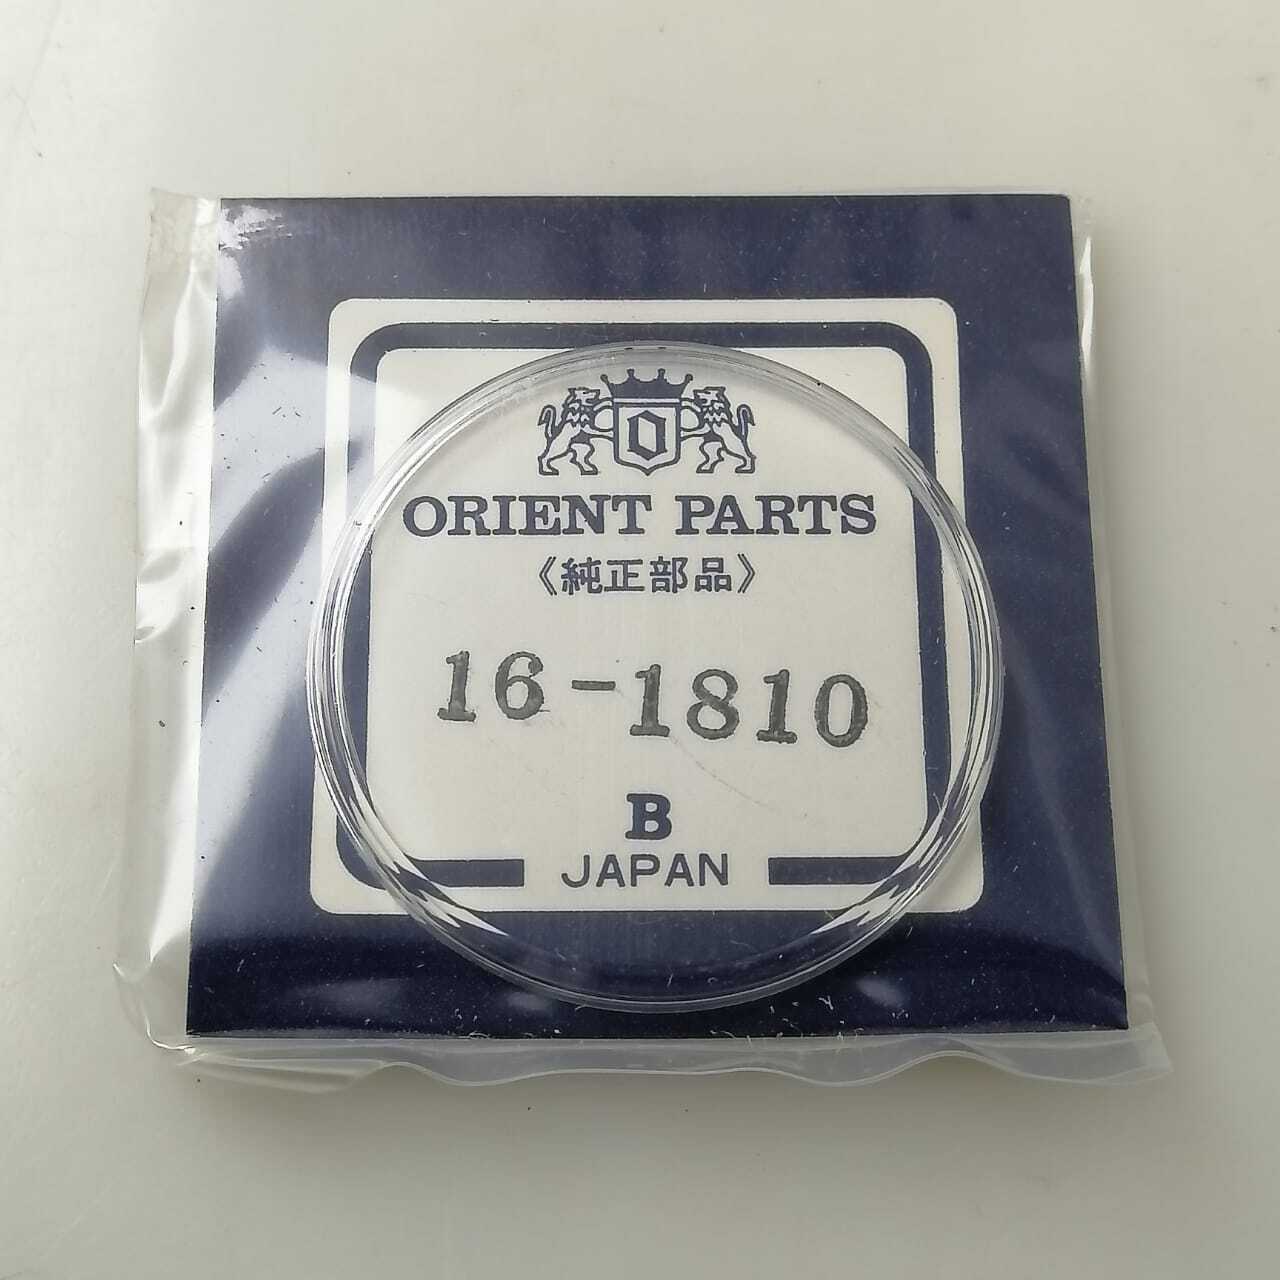 O
ORIENT PARTS
《純正部品》
16-1810
B
JAPAN